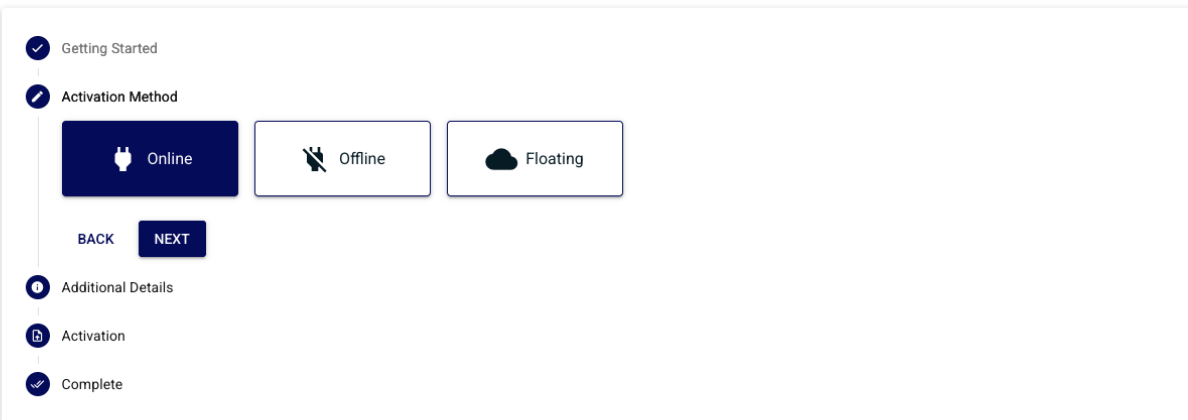 Getting Started
Activation Method
Online
Offline
Floating
BACK
NEXT
Additional Details
Activation
Complete